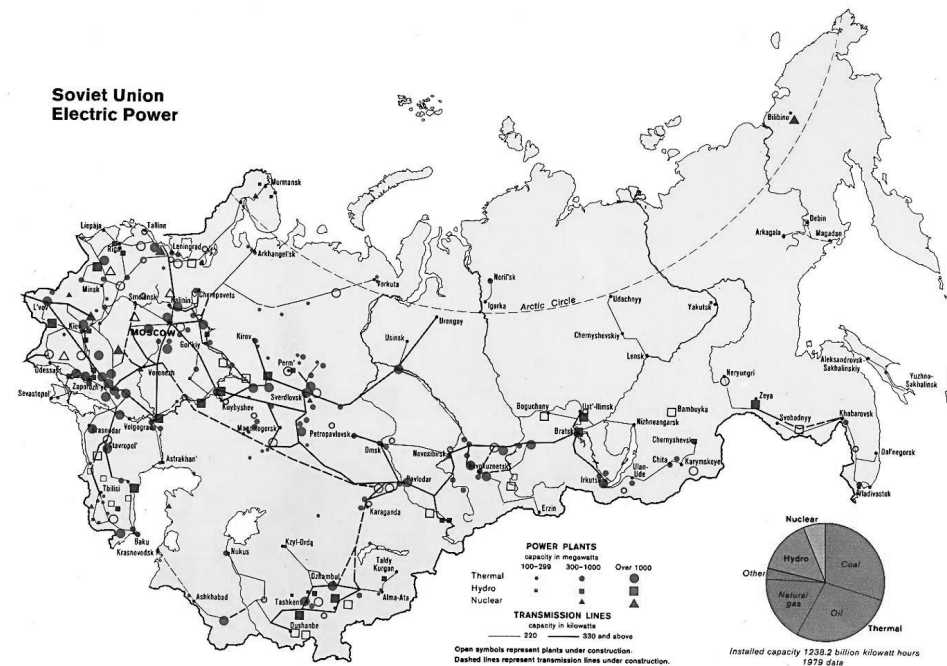 Soviet Union
Electric Power
Bilibino
Murmansk
Debin
Arkagala
Magadan
Liepāja
Tallinn
Riga
Leningrad
Arkhangel'sk
Noril'sk
Vorkuta
Igarka
Arctic Circle
Udachnyy
Yakutsk
Minsk
Smolensk
Kalinin
Cherepovets
L'vov
Kiev
MOSCOW
Gor'kiy
Kirov
Perm'
Usinsk
Urengoy
Chernyshevskiy
Lensk
Odessa
Zaporozh'ye
Voronezh
Sevastopol'
Sverdlovsk
Kuybyshev
Magnitogorsk
Petropavlovsk
Omsk
Novosibirsk
Boguchany
Ust'-Ilimsk
Bratsk
Nizhneangarsk
Bambuyka
Neryungri
Zeya
Aleksandrovsk-
Sakhalinskiy
Yuzhno-
Sakhalinsk
Svobodnyy
Khabarovsk
Krasnodar
Volgograd
Stavropol'
Astrakhan'
Chernyshevsk
Chita
Karymskoye
Dal'negorsk
Novokuznetsk
Irkutsk
Ulan-
Ude
Vladivostok
Pavlodar
Karaganda
Erzin
Tbilisi
Baku
Krasnovodsk
Nukus
Kzyl-Orda
Taldy
Kurgan
Dzhambul
Alma-Ata
Ashkhabad
Tashkent
Dushanbe
POWER PLANTS
capacity in megawatts
100-299 300-1000 Over 1000
Thermal
Hydro
Nuclear
TRANSMISSION LINES
capacity in kilowatts
220 330 and above
Open symbols represent plants under construction.
Dashed lines represent transmission lines under construction.
Nuclear
Hydro
Coal
Other
Natural
gas
Oil
Thermal
Installed capacity 1238.2 billion kilowatt hours
1979 data